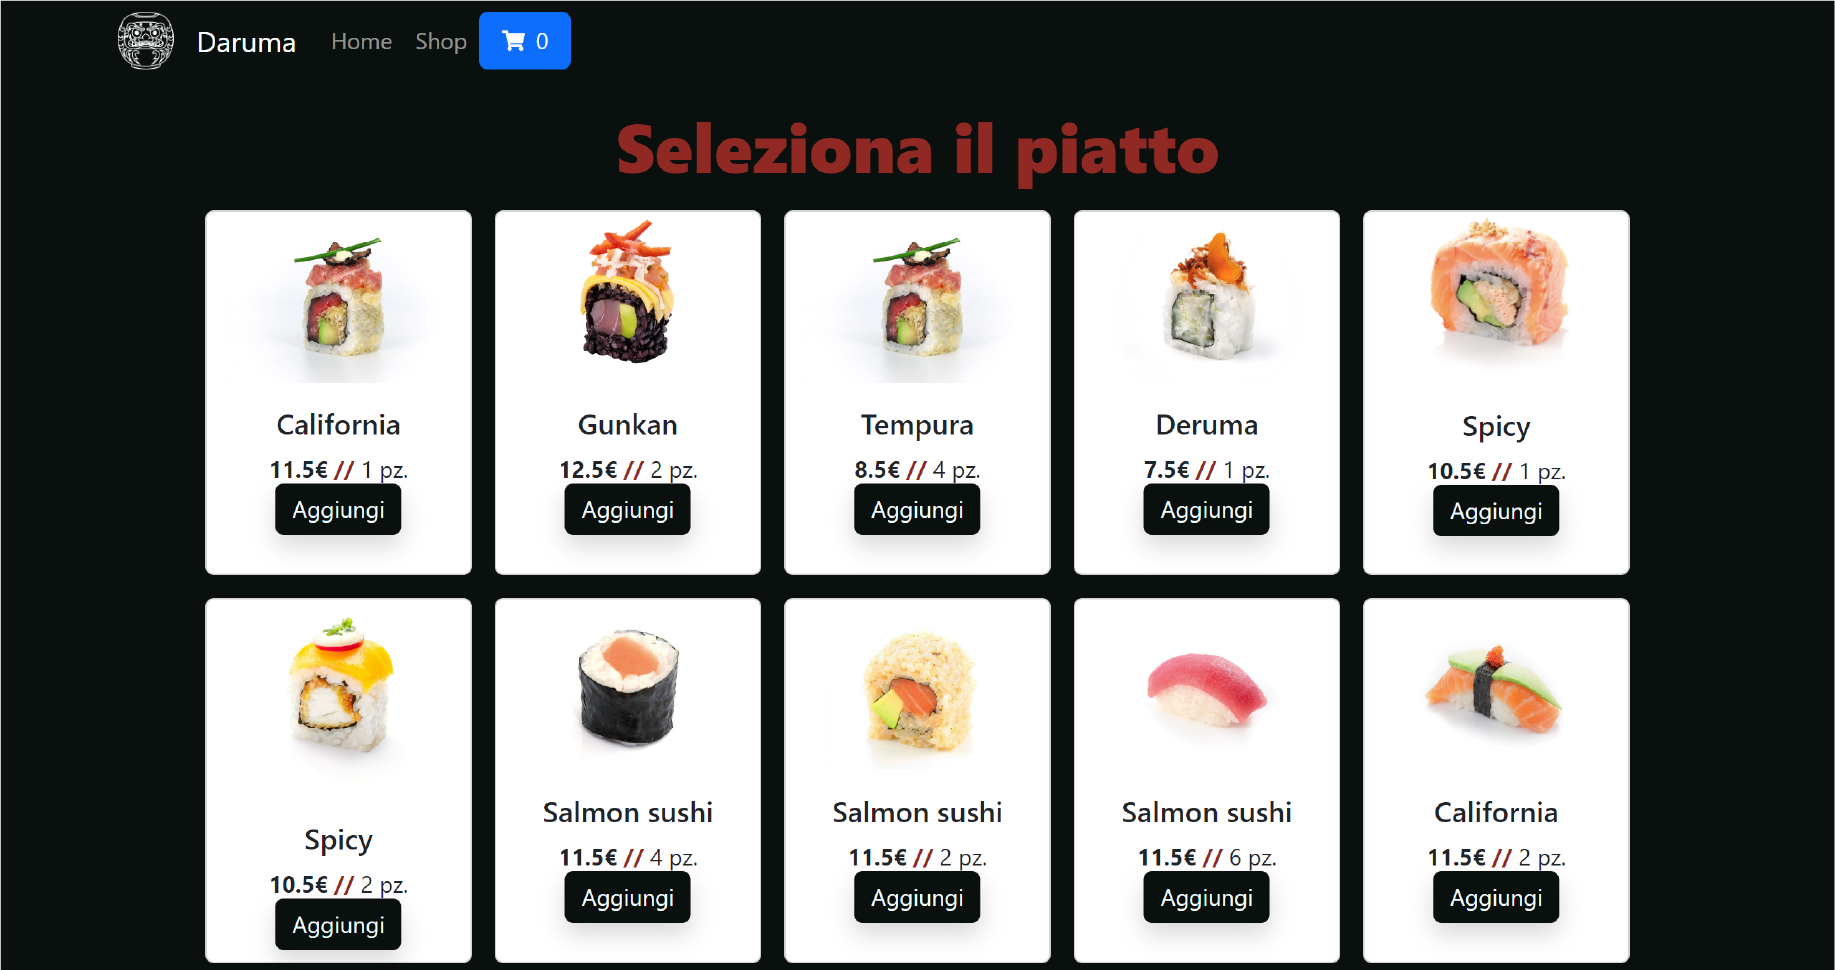 Daruma Home Shop 0
Seleziona il piatto
California
11.5€ // 1 pz.
Aggiungi
Gunkan
12.5€ // 2 pz.
Aggiungi
Tempura
8.5€ // 4 pz.
Aggiungi
Deruma
7.5€ // 1 pz.
Aggiungi
Spicy
10.5€ // 1 pz.
Aggiungi
Spicy
10.5€ // 2 pz.
Aggiungi
Salmon sushi
11.5€ // 4 pz.
Aggiungi
Salmon sushi
11.5€ // 2 pz.
Aggiungi
Salmon sushi
11.5€ // 6 pz.
Aggiungi
California
11.5€ // 2 pz.
Aggiungi